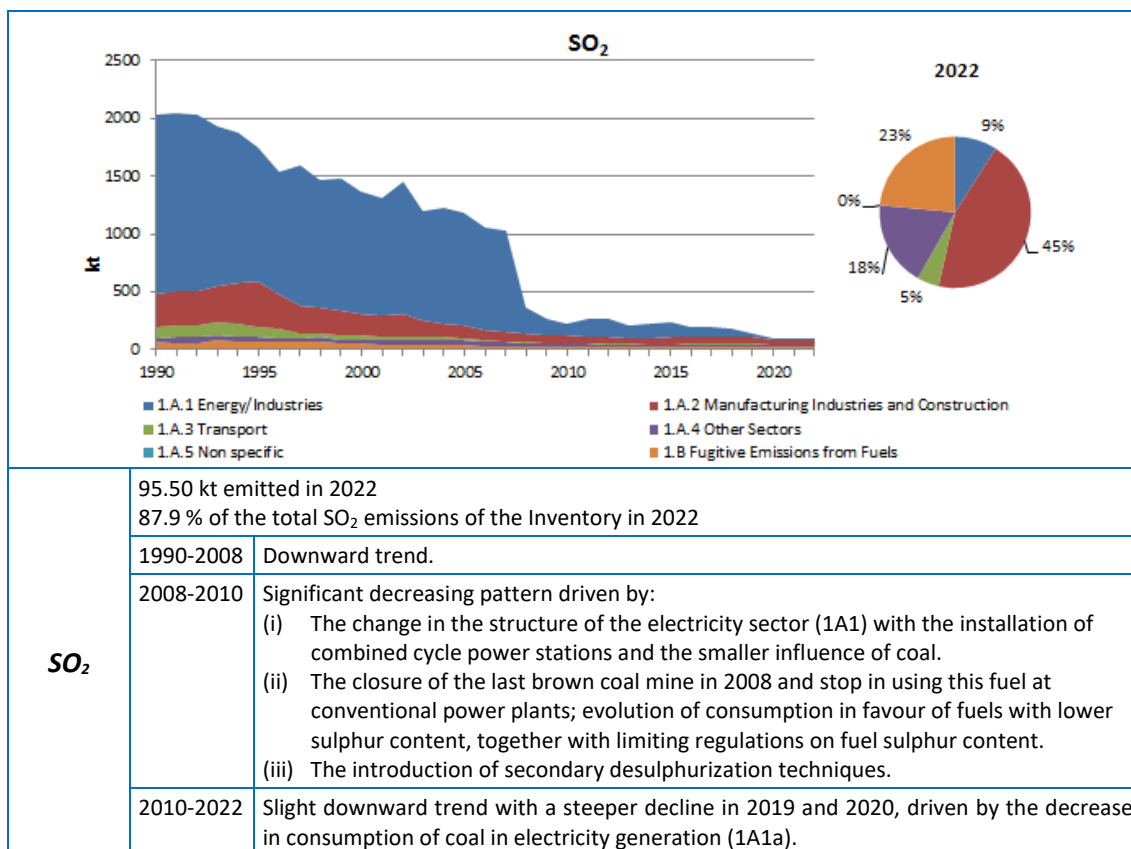 SO₂
2500
2000
1500
1000
500
0
kt
1990
1995
2000
2005
2010
2015
2020
2022
9%
45%
5%
18%
0%
23%
1.A.1 Energy/Industries
1.A.2 Manufacturing Industries and Construction
1.A.3 Transport
1.A.4 Other Sectors
1.A.5 Non specific
1.B Fugitive Emissions from Fuels
SO₂
95.50 kt emitted in 2022
87.9 % of the total SO₂ emissions of the Inventory in 2022
1990-2008 Downward trend.
2008-2010 Significant decreasing pattern driven by:
(i) The change in the structure of the electricity sector (1A1) with the installation of
combined cycle power stations and the smaller influence of coal.
(ii) The closure of the last brown coal mine in 2008 and stop in using this fuel at
conventional power plants; evolution of consumption in favour of fuels with lower
sulphur content, together with limiting regulations on fuel sulphur content.
(iii) The introduction of secondary desulphurization techniques.
2010-2022 Slight downward trend with a steeper decline in 2019 and 2020, driven by the decrease
in consumption of coal in electricity generation (1A1a).